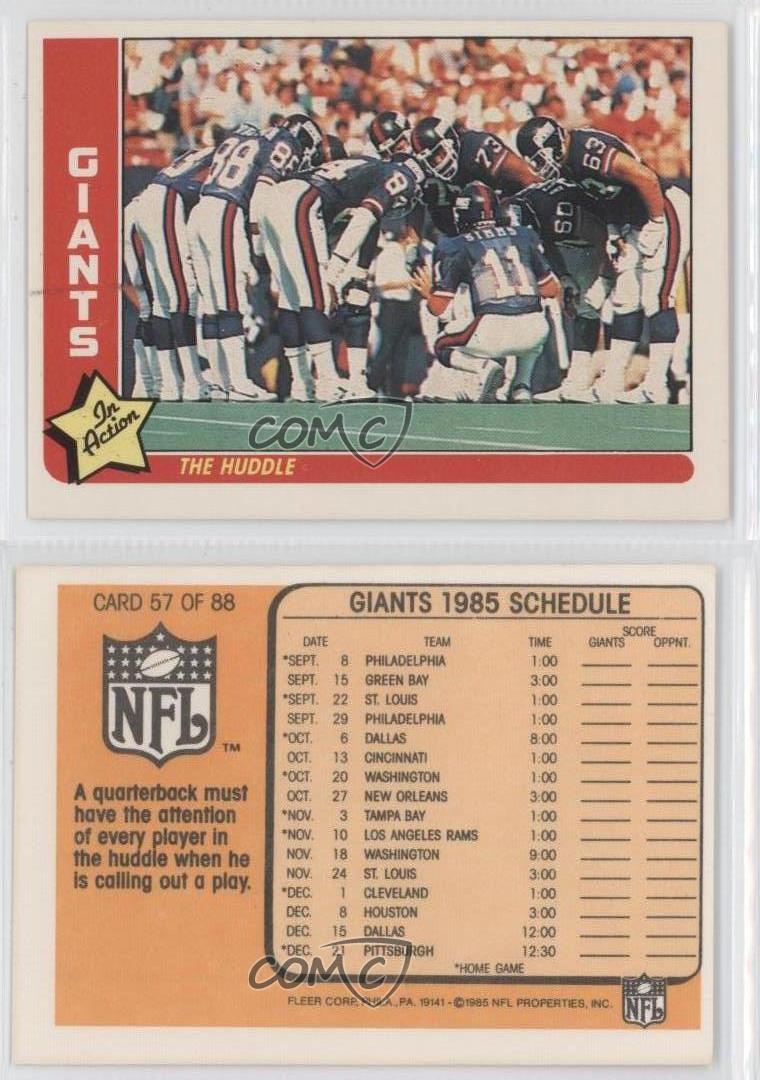 GIANTS
In
Action
THE HUDDLE
88
84
73
63
60
SIMMS
11
COMC
CARD 57 OF 88
NFL
™
A quarterback must
have the attention
of every player in
the huddle when he
is calling out a play.
GIANTS 1985 SCHEDULE
SCORE
DATE TEAM TIME GIANTS OPPNT.
*SEPT. 8 PHILADELPHIA 1:00
SEPT. 15 GREEN BAY 3:00
*SEPT. 22 ST. LOUIS 1:00
SEPT. 29 PHILADELPHIA 1:00
*OCT. 6 DALLAS 8:00
OCT. 13 CINCINNATI 1:00
*OCT. 20 WASHINGTON 1:00
OCT. 27 NEW ORLEANS 3:00
*NOV. 3 TAMPA BAY 1:00
*NOV. 10 LOS ANGELES RAMS 1:00
NOV. 18 WASHINGTON 9:00
NOV. 24 ST. LOUIS 3:00
*DEC. 1 CLEVELAND 1:00
DEC. 8 HOUSTON 3:00
DEC. 15 DALLAS 12:00
*DEC. 21 PITTSBURGH 12:30
*HOME GAME
COMC
FLEER CORP., PHILA., PA. 19141 - ©1985 NFL PROPERTIES, INC.
NFL